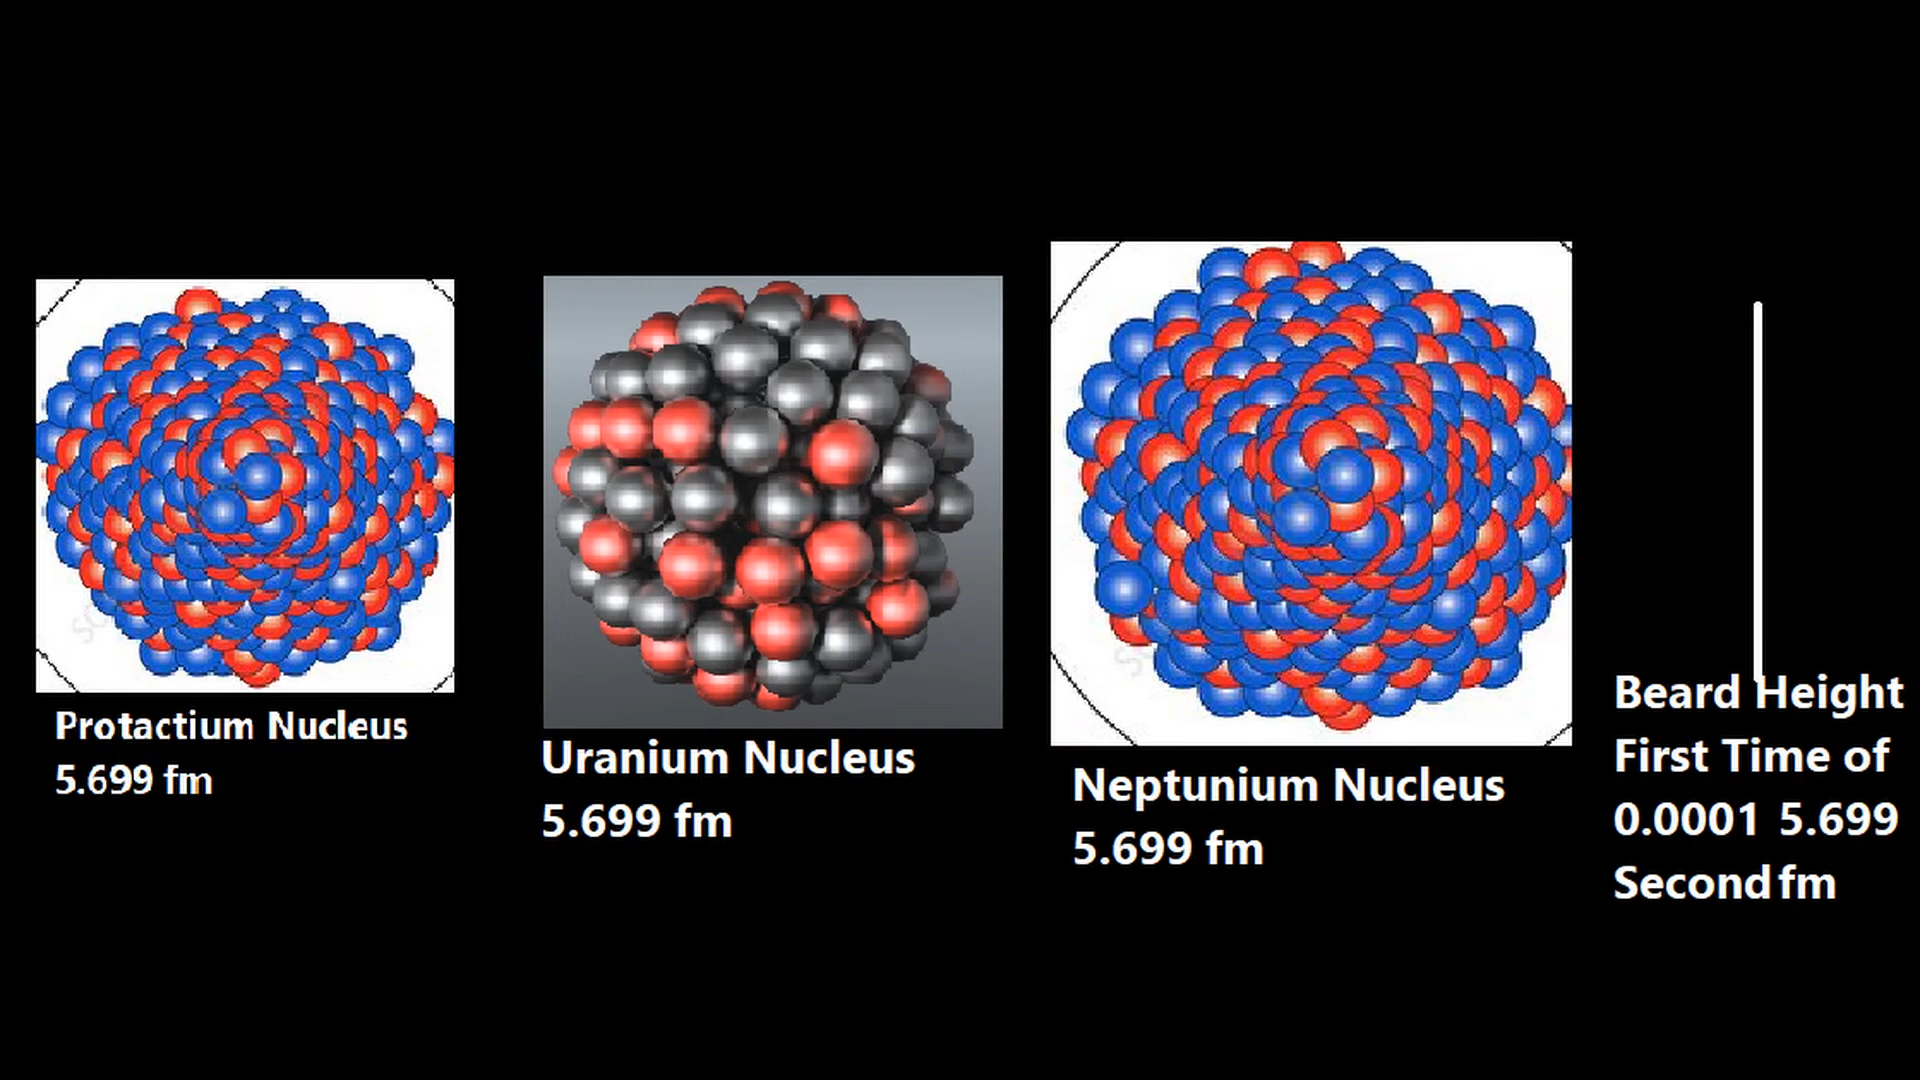 Protactium Nucleus
5.699 fm
Uranium Nucleus
5.699 fm
Neptunium Nucleus
5.699 fm
Beard Height
First Time of
0.0001 5.699
Second fm